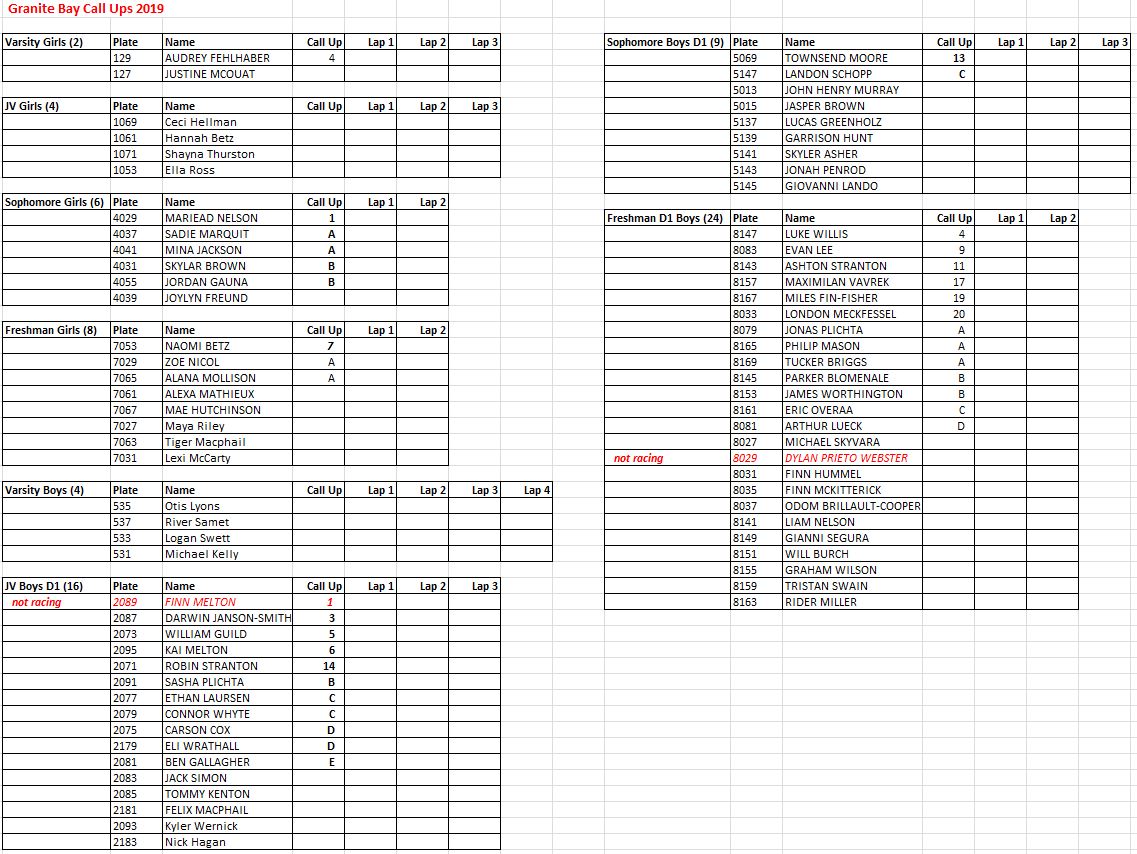 Granite Bay Call Ups 2019
Varsity Girls (2) Plate Name Call Up Lap 1 Lap 2 Lap 3
129 AUDREY FEHLHABER 4
127 JUSTINE MCOUAT
JV Girls (4) Plate Name Call Up Lap 1 Lap 2 Lap 3
1069 Ceci Hellman
1061 Hannah Betz
1071 Shayna Thurston
1053 Ella Ross
Sophomore Girls (6) Plate Name Call Up Lap 1 Lap 2
4029 MARIEAD NELSON 1
4037 SADIE MARQUIT A
4041 MINA JACKSON A
4031 SKYLAR BROWN B
4055 JORDAN GAUNA B
4039 JOYLYN FREUND
Freshman Girls (8) Plate Name Call Up Lap 1 Lap 2
7053 NAOMI BETZ 7
7029 ZOE NICOL A
7065 ALANA MOLLISON A
7061 ALEXA MATHIEUX
7067 MAE HUTCHINSON
7027 Maya Riley
7063 Tiger Macphail
7031 Lexi McCarty
Varsity Boys (4) Plate Name Call Up Lap 1 Lap 2 Lap 3 Lap 4
535 Otis Lyons
537 River Samet
533 Logan Swett
531 Michael Kelly
JV Boys D1 (16) Plate Name Call Up Lap 1 Lap 2 Lap 3
not racing 2089 FINN MELTON 1
2087 DARWIN JANSON-SMITH 3
2073 WILLIAM GUILD 5
2095 KAI MELTON 6
2071 ROBIN STRANTON 14
2091 SASHA PLICHTA B
2077 ETHAN LAURSEN C
2079 CONNOR WHYTE C
2075 CARSON COX D
2179 ELI WRATHALL D
2081 BEN GALLAGHER E
2083 JACK SIMON
2085 TOMMY KENTON
2181 FELIX MACPHAIL
2093 Kyler Wernick
2183 Nick Hagan
Sophomore Boys D1 (9) Plate Name Call Up Lap 1 Lap 2 Lap 3
5069 TOWNSEND MOORE 13
5147 LANDON SCHOPP C
5013 JOHN HENRY MURRAY
5015 JASPER BROWN
5137 LUCAS GREENHOLZ
5139 GARRISON HUNT
5141 SKYLER ASHER
5143 JONAH PENROD
5145 GIOVANNI LANDO
Freshman D1 Boys (24) Plate Name Call Up Lap 1 Lap 2
8147 LUKE WILLIS 4
8083 EVAN LEE 9
8143 ASHTON STRANTON 11
8157 MAXIMILAN VAVREK 17
8167 MILES FIN-FISHER 19
8033 LONDON MECKFESSEL 20
8079 JONAS PLICHTA A
8165 PHILIP MASON A
8169 TUCKER BRIGGS A
8145 PARKER BLOMENALE B
8153 JAMES WORTHINGTON B
8161 ERIC OVERAA C
8081 ARTHUR LUECK D
8027 MICHAEL SKYVARA
not racing 8029 DYLAN PRIETO WEBSTER
8031 FINN HUMMEL
8035 FINN MCKITTERICK
8037 ODOM BRILLAULT-COOPER
8141 LIAM NELSON
8149 GIANNI SEGURA
8151 WILL BURCH
8155 GRAHAM WILSON
8159 TRISTAN SWAIN
8163 RIDER MILLER